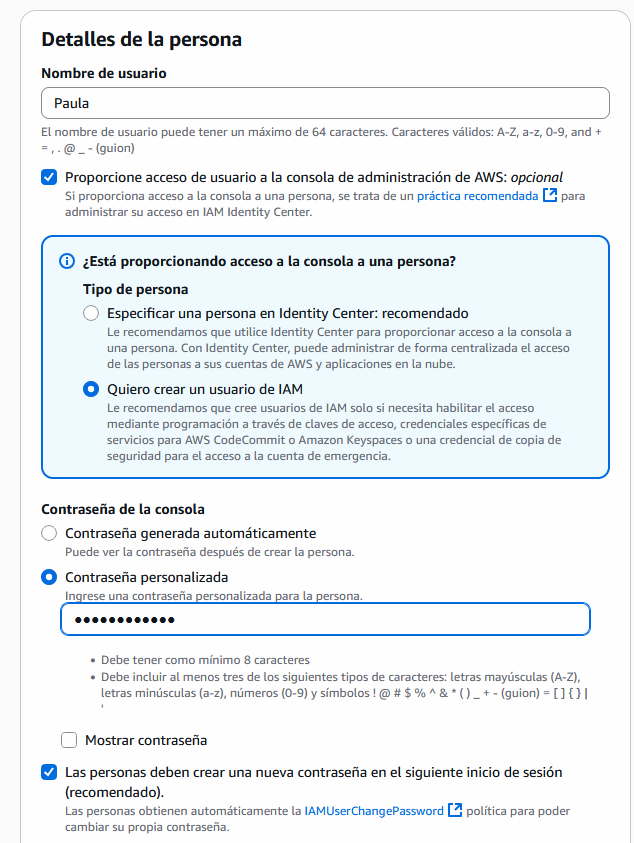 Detalles de la persona
Nombre de usuario
Paula
El nombre de usuario puede tener un máximo de 64 caracteres. Caracteres válidos: A-Z, a-z, 0-9, and +
= , . @ _ - (guion)
Proporcione acceso de usuario a la consola de administración de AWS: opcional
Si proporciona acceso a la consola a una persona, se trata de un práctica recomendada para
administrar su acceso en IAM Identity Center.
¿Está proporcionando acceso a la consola a una persona?
Tipo de persona
Especificar una persona en Identity Center: recomendado
Le recomendamos que utilice Identity Center para proporcionar acceso a la consola a
una persona. Con Identity Center, puede administrar de forma centralizada el acceso
de las personas a sus cuentas de AWS y aplicaciones en la nube.
Quiero crear un usuario de IAM
Le recomendamos que cree usuarios de IAM solo si necesita habilitar el acceso
mediante programación a través de claves de acceso, credenciales específicas de
servicios para AWS CodeCommit o Amazon Keyspaces o una credencial de copia de
seguridad para el acceso a la cuenta de emergencia.
Contraseña de la consola
Contraseña generada automáticamente
Puede ver la contraseña después de crear la persona.
Contraseña personalizada
Ingrese una contraseña personalizada para la persona.
••••••••••••
• Debe tener como mínimo 8 caracteres
• Debe incluir al menos tres de los siguientes tipos de caracteres: letras mayúsculas (A-Z),
letras minúsculas (a-z), números (0-9) y símbolos ! @ # $ % ^ & * ( ) _ + - (guion) = [ ] { } |
'
Mostrar contraseña
Las personas deben crear una nueva contraseña en el siguiente inicio de sesión
(recomendado).
Las personas obtienen automáticamente la IAMUserChangePassword política para poder
cambiar su propia contraseña.